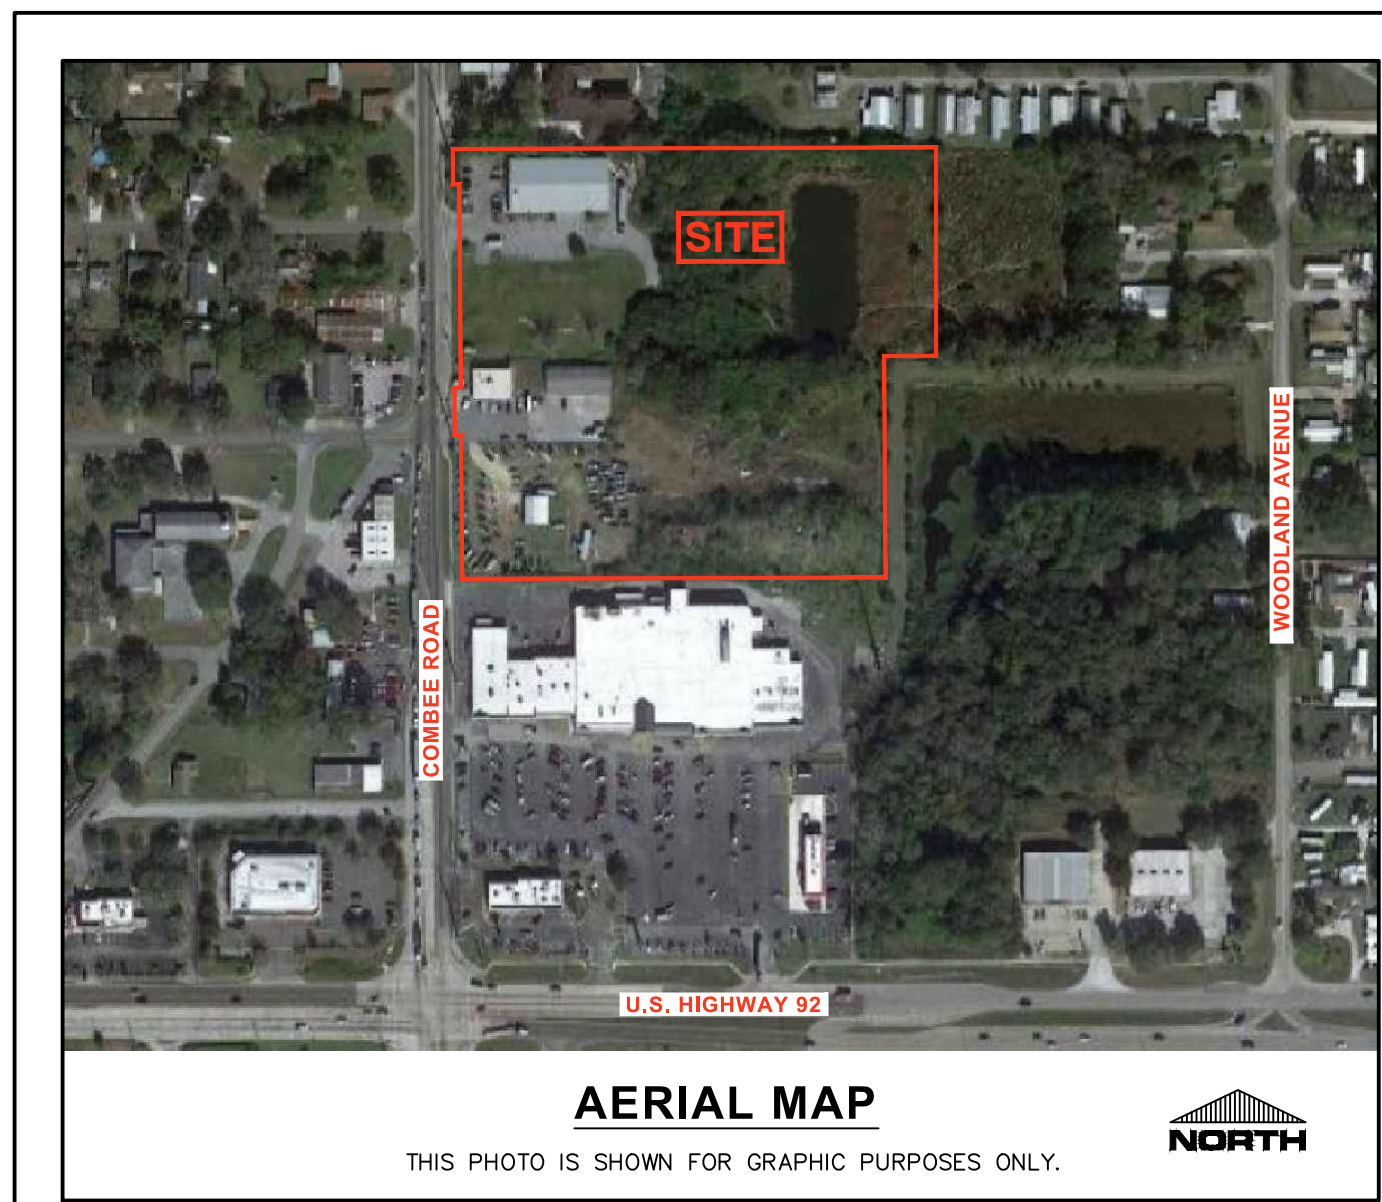 SITE
WOODLAND AVENUE
COMBEE ROAD
U.S. HIGHWAY 92
AERIAL MAP
NORTH
THIS PHOTO IS SHOWN FOR GRAPHIC PURPOSES ONLY.